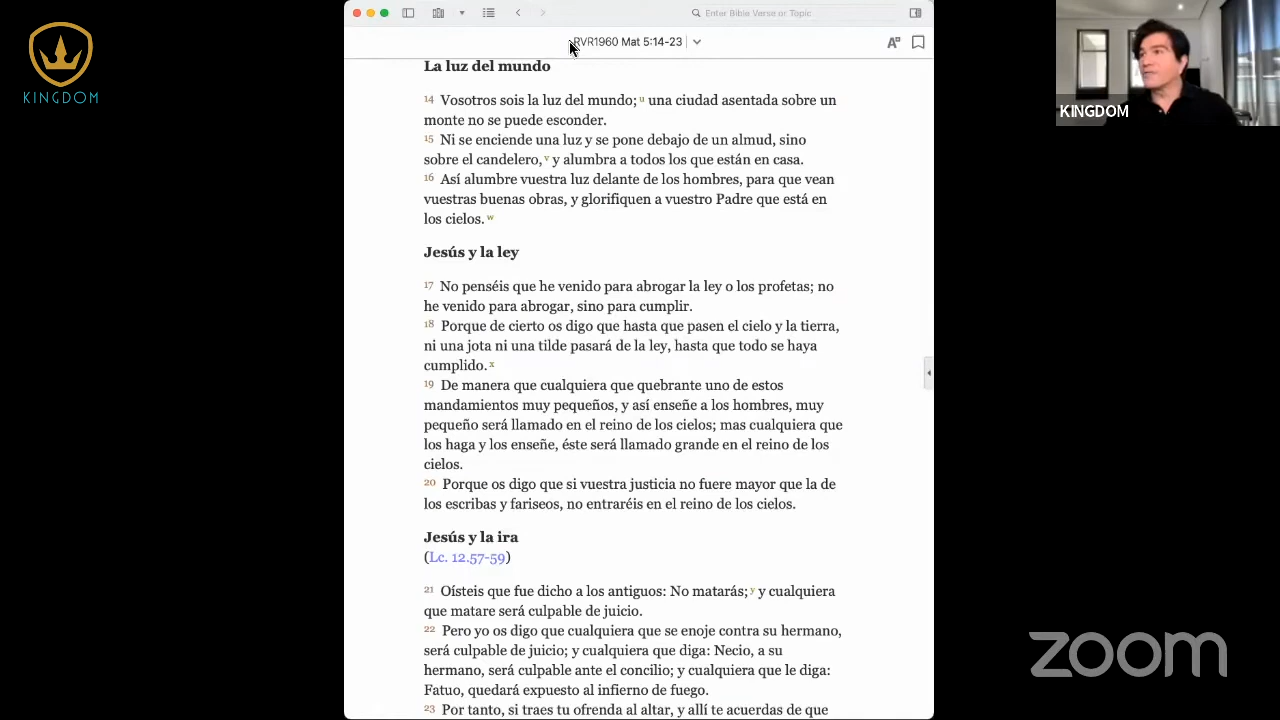 KINGDOM
Enter Bible Verse or Topic
RVR1960 Mat 5:14-23
KINGDOM
La luz del mundo
14 Vosotros sois la luz del mundo; u una ciudad asentada sobre un
monte no se puede esconder.
15 Ni se enciende una luz y se pone debajo de un almud, sino
sobre el candelero, v y alumbra a todos los que están en casa.
16 Así alumbre vuestra luz delante de los hombres, para que vean
vuestras buenas obras, y glorifiquen a vuestro Padre que está en
los cielos. w
Jesús y la ley
17 No penséis que he venido para abrogar la ley o los profetas; no
he venido para abrogar, sino para cumplir.
18 Porque de cierto os digo que hasta que pasen el cielo y la tierra,
ni una jota ni una tilde pasará de la ley, hasta que todo se haya
cumplido. x
19 De manera que cualquiera que quebrante uno de estos
mandamientos muy pequeños, y así enseñe a los hombres, muy
pequeño será llamado en el reino de los cielos; mas cualquiera que
los haga y los enseñe, éste será llamado grande en el reino de los
cielos.
20 Porque os digo que si vuestra justicia no fuere mayor que la de
los escribas y fariseos, no entraréis en el reino de los cielos.
Jesús y la ira
(Lc. 12.57-59)
21 Oísteis que fue dicho a los antiguos: No matarás; y y cualquiera
que matare será culpable de juicio.
22 Pero yo os digo que cualquiera que se enoje contra su hermano,
será culpable de juicio; y cualquiera que diga: Necio, a su
hermano, será culpable ante el concilio; y cualquiera que le diga:
Fatuo, quedará expuesto al infierno de fuego.
23 Por tanto, si traes tu ofrenda al altar, y allí te acuerdas de que
zoom